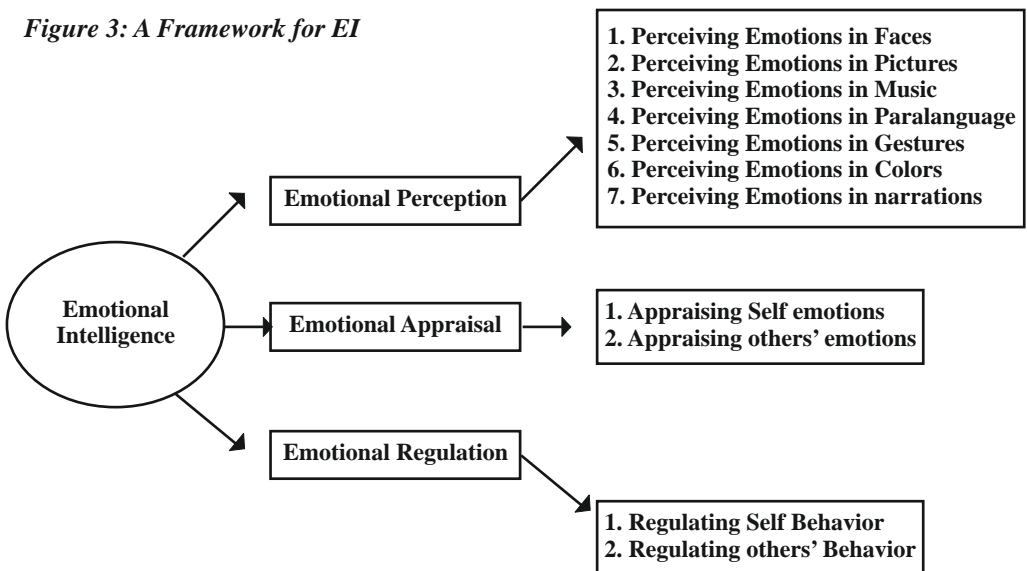 Figure 3: A Framework for EI
1. Perceiving Emotions in Faces
2. Perceiving Emotions in Pictures
3. Perceiving Emotions in Music
4. Perceiving Emotions in Paralanguage
5. Perceiving Emotions in Gestures
6. Perceiving Emotions in Colors
7. Perceiving Emotions in narrations
Emotional Perception
Emotional
Intelligence
Emotional Appraisal
1. Appraising Self emotions
2. Appraising others’ emotions
Emotional Regulation
1. Regulating Self Behavior
2. Regulating others’ Behavior